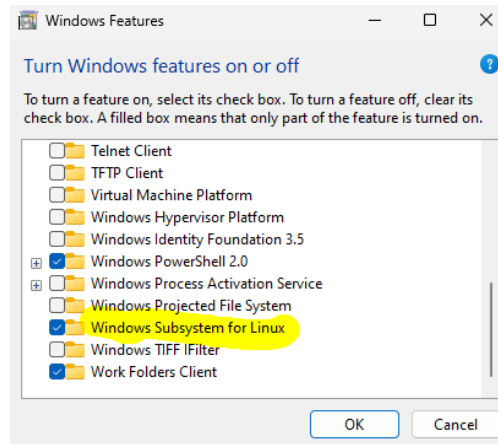 Windows Features
Turn Windows features on or off
?
To turn a feature on, select its check box. To turn a feature off, clear its
check box. A filled box means that only part of the feature is turned on.
Telnet Client
TFTP Client
Virtual Machine Platform
Windows Hypervisor Platform
Windows Identity Foundation 3.5
Windows PowerShell 2.0
Windows Process Activation Service
Windows Projected File System
Windows Subsystem for Linux
Windows TIFF IFilter
Work Folders Client
OK Cancel